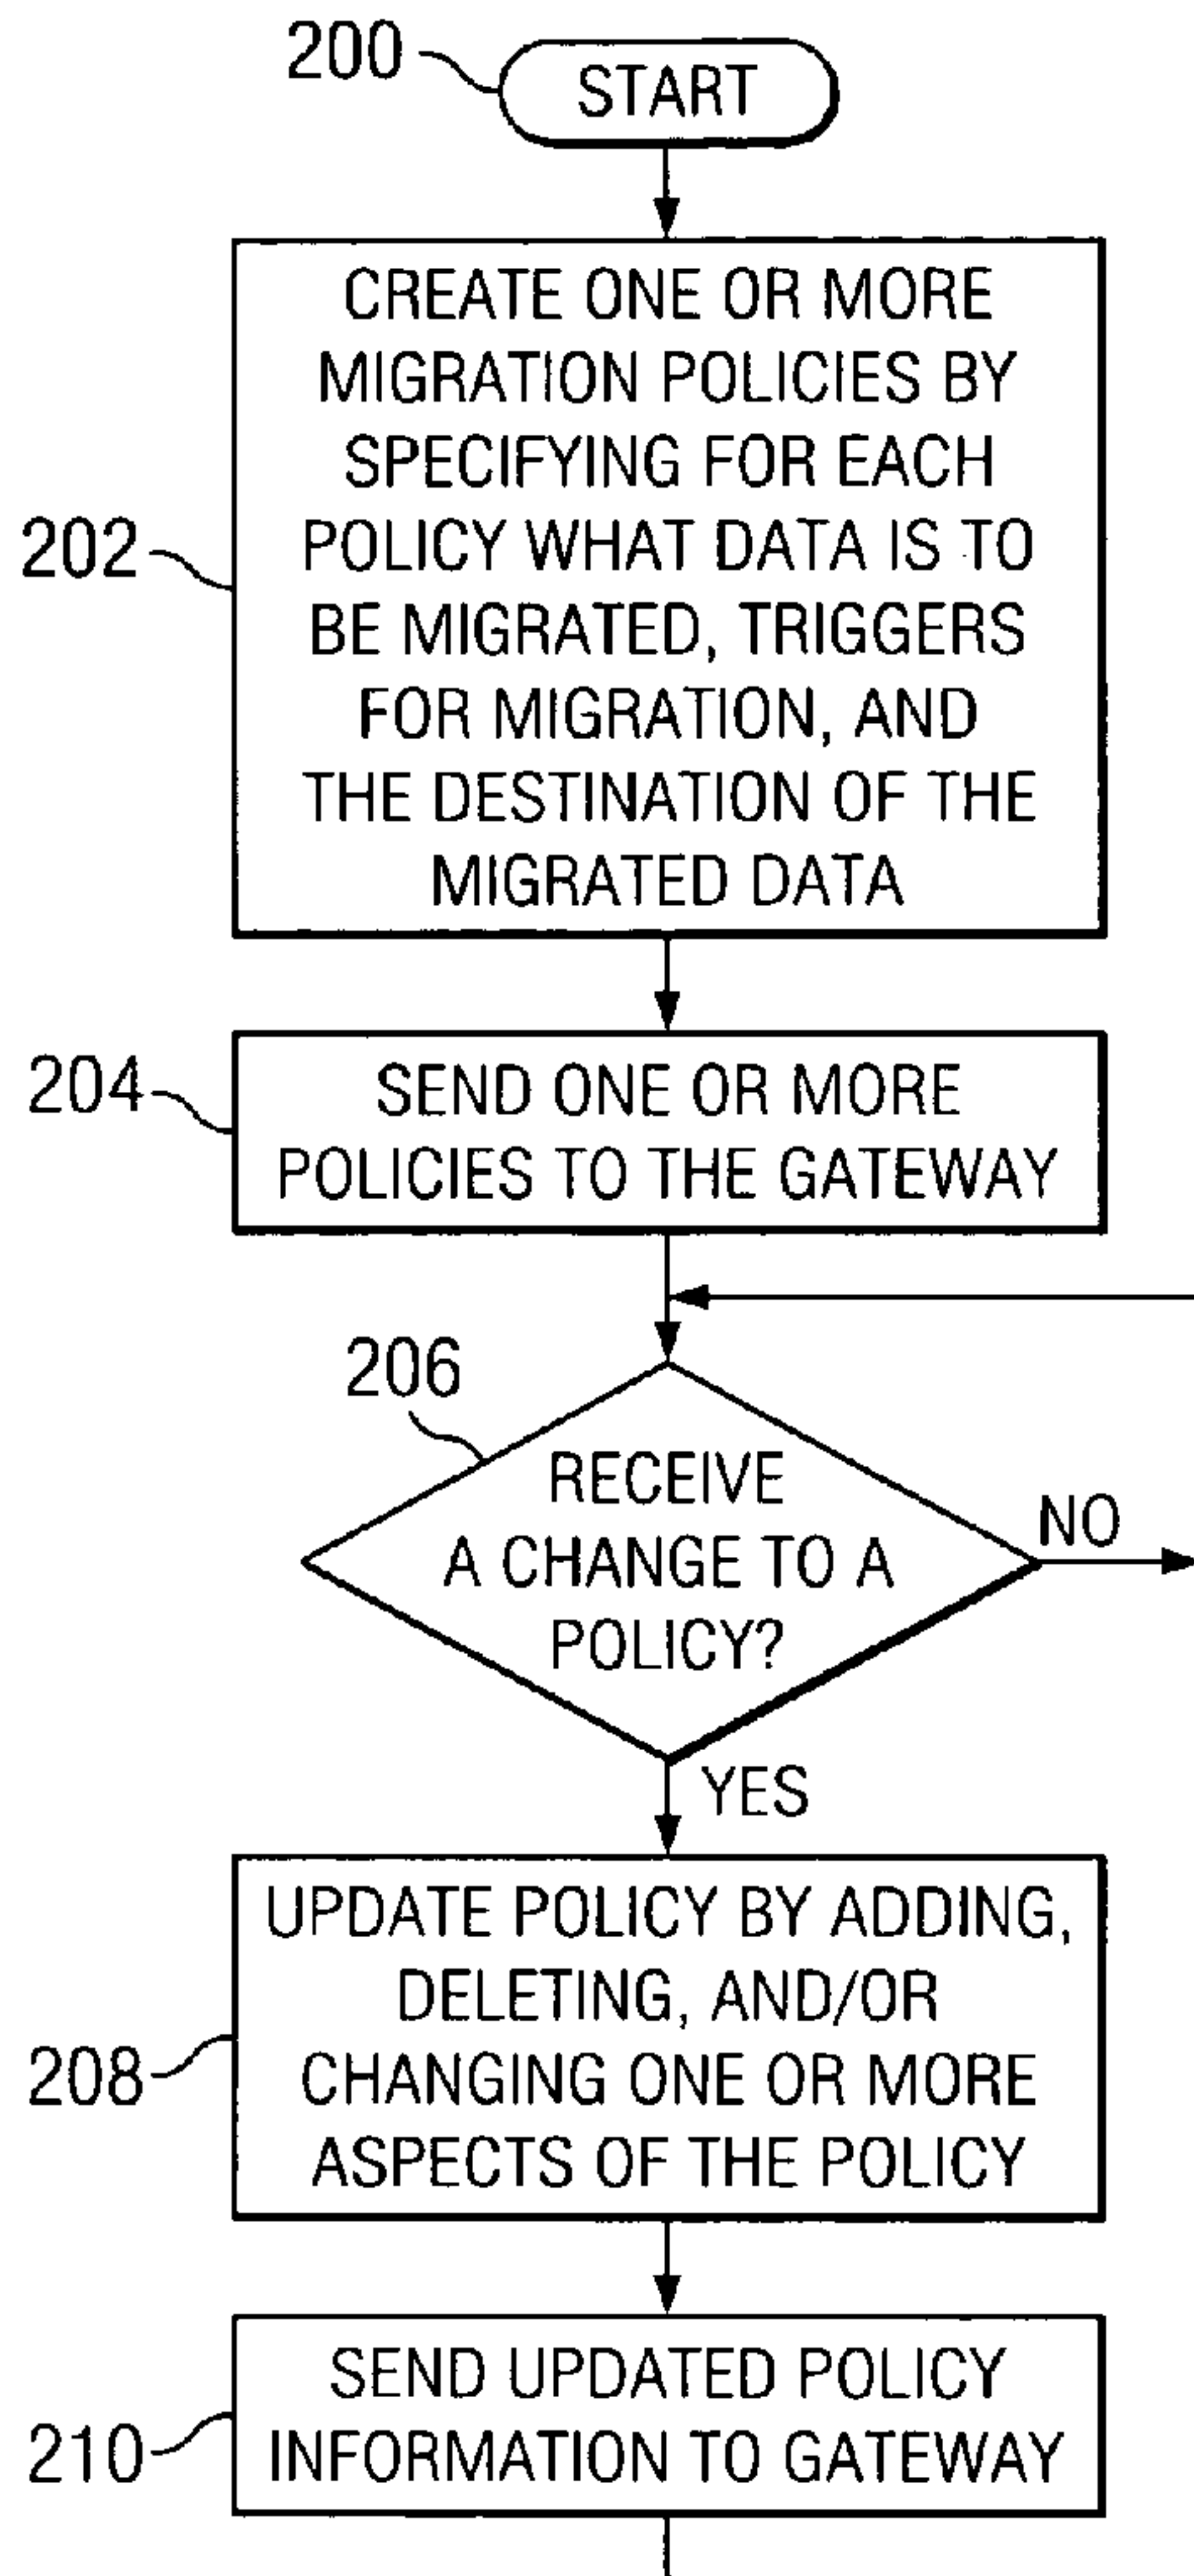 200
START
202
CREATE ONE OR MORE
MIGRATION POLICIES BY
SPECIFYING FOR EACH
POLICY WHAT DATA IS TO
BE MIGRATED, TRIGGERS
FOR MIGRATION, AND
THE DESTINATION OF THE
MIGRATED DATA
204
SEND ONE OR MORE
POLICIES TO THE GATEWAY
206
RECEIVE
A CHANGE TO A
POLICY?
NO
YES
208
UPDATE POLICY BY ADDING,
DELETING, AND/OR
CHANGING ONE OR MORE
ASPECTS OF THE POLICY
210
SEND UPDATED POLICY
INFORMATION TO GATEWAY